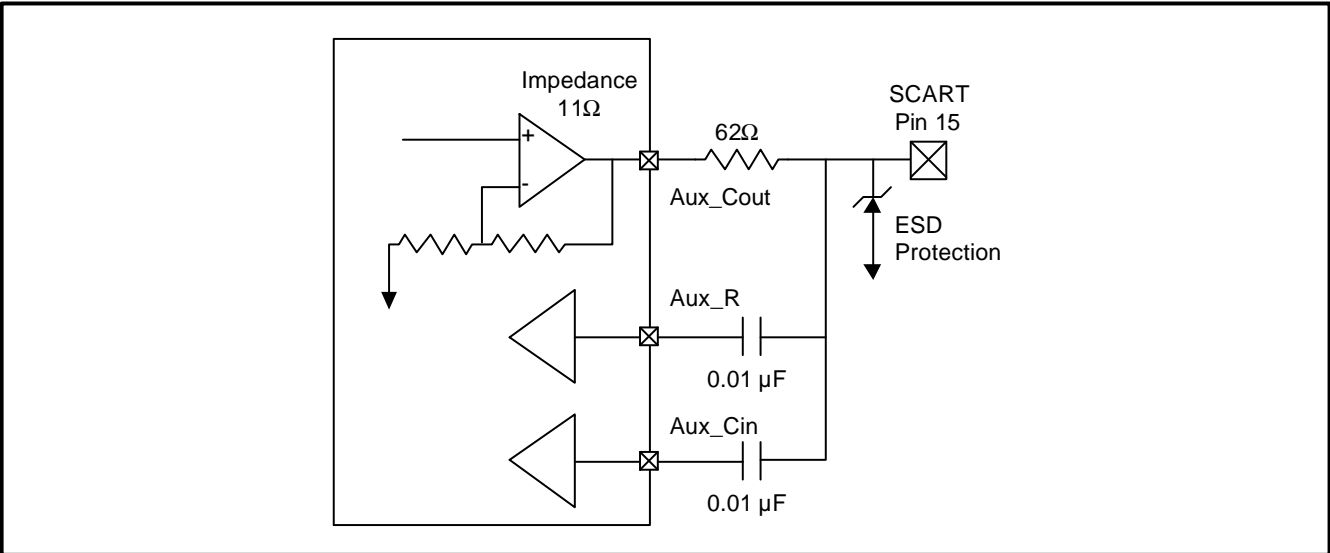 Impedance
11Ω
+
-
62Ω
SCART
Pin 15
Aux_Cout
ESD
Protection
Aux_R
0.01 µF
Aux_Cin
0.01 µF